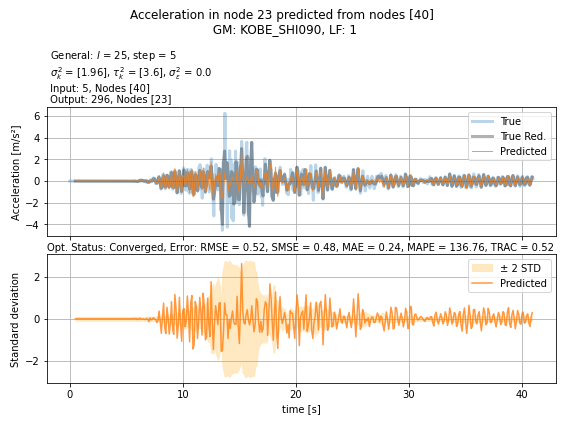 Acceleration in node 23 predicted from nodes [40]
GM: KOBE_SHI090, LF: 1
General: l = 25, step = 5
σ²ₖ = [1.96], τ²ₖ = [3.6], σ²ε = 0.0
Input: 5, Nodes [40]
Output: 296, Nodes [23]
Acceleration [m/s²]
6
4
2
0
−2
−4
True
True Red.
Predicted
Opt. Status: Converged, Error: RMSE = 0.52, SMSE = 0.48, MAE = 0.24, MAPE = 136.76, TRAC = 0.52
Standard deviation
2
0
−2
± 2 STD
Predicted
0
10
20
30
40
time [s]